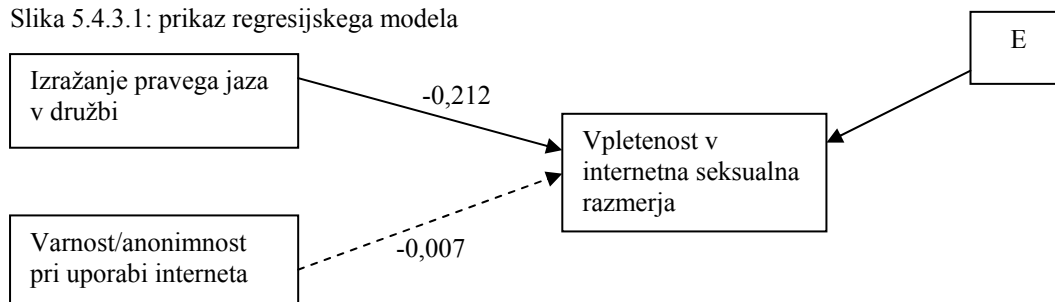 Slika 5.4.3.1: prikaz regresijskega modela
E
Izražanje pravega jaza
v družbi
-0,212
Vpletenost v
internetna seksualna
razmerja
Varnost/anonimnost
pri uporabi interneta
-0,007